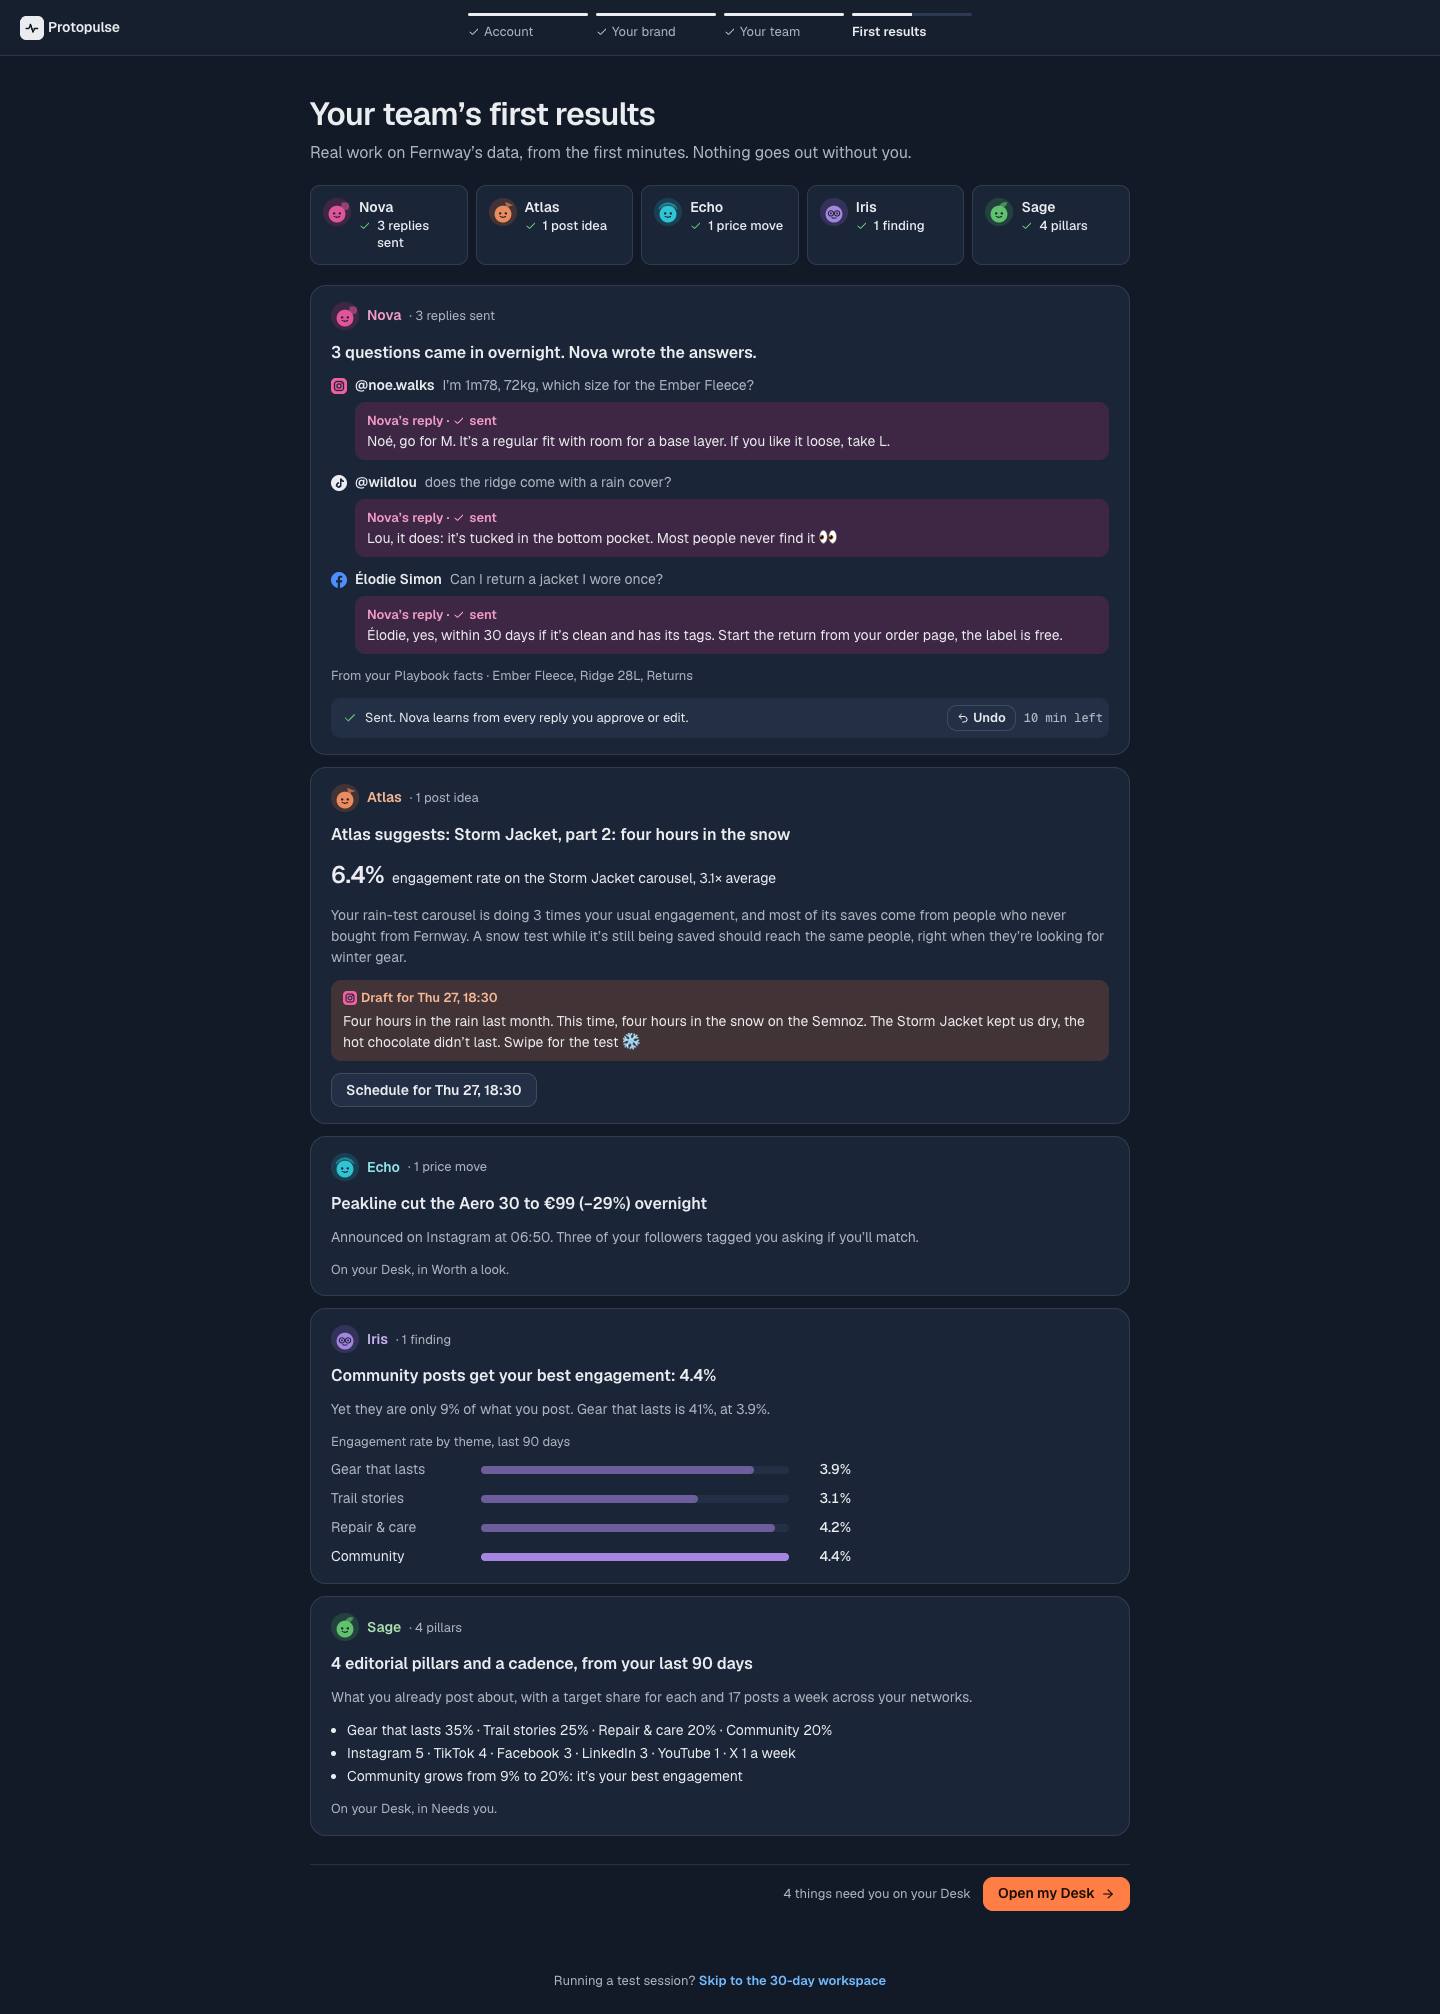 Protopulse
✓ Account
✓ Your brand
✓ Your team
First results
Your team’s first results
Real work on Fernway’s data, from the first minutes. Nothing goes out without you.
Nova
✓ 3 replies
sent
Atlas
✓ 1 post idea
Echo
✓ 1 price move
Iris
✓ 1 finding
Sage
✓ 4 pillars
Nova · 3 replies sent
3 questions came in overnight. Nova wrote the answers.
@noe.walks I’m 1m78, 72kg, which size for the Ember Fleece?
Nova’s reply · ✓ sent
Noé, go for M. It’s a regular fit with room for a base layer. If you like it loose, take L.
@wildlou does the ridge come with a rain cover?
Nova’s reply · ✓ sent
Lou, it does: it’s tucked in the bottom pocket. Most people never find it 👀
Élodie Simon Can I return a jacket I wore once?
Nova’s reply · ✓ sent
Élodie, yes, within 30 days if it’s clean and has its tags. Start the return from your order page, the label is free.
From your Playbook facts · Ember Fleece, Ridge 28L, Returns
✓ Sent. Nova learns from every reply you approve or edit.
Undo 10 min left
Atlas · 1 post idea
Atlas suggests: Storm Jacket, part 2: four hours in the snow
6.4% engagement rate on the Storm Jacket carousel, 3.1× average
Your rain-test carousel is doing 3 times your usual engagement, and most of its saves come from people who never
bought from Fernway. A snow test while it’s still being saved should reach the same people, right when they’re looking for
winter gear.
Draft for Thu 27, 18:30
Four hours in the rain last month. This time, four hours in the snow on the Semnoz. The Storm Jacket kept us dry, the
hot chocolate didn’t last. Swipe for the test ❄️
Schedule for Thu 27, 18:30
Echo · 1 price move
Peakline cut the Aero 30 to €99 (−29%) overnight
Announced on Instagram at 06:50. Three of your followers tagged you asking if you’ll match.
On your Desk, in Worth a look.
Iris · 1 finding
Community posts get your best engagement: 4.4%
Yet they are only 9% of what you post. Gear that lasts is 41%, at 3.9%.
Engagement rate by theme, last 90 days
Gear that lasts 3.9%
Trail stories 3.1%
Repair & care 4.2%
Community 4.4%
Sage · 4 pillars
4 editorial pillars and a cadence, from your last 90 days
What you already post about, with a target share for each and 17 posts a week across your networks.
• Gear that lasts 35% · Trail stories 25% · Repair & care 20% · Community 20%
• Instagram 5 · TikTok 4 · Facebook 3 · LinkedIn 3 · YouTube 1 · X 1 a week
• Community grows from 9% to 20%: it’s your best engagement
On your Desk, in Needs you.
4 things need you on your Desk
Open my Desk →
Running a test session? Skip to the 30-day workspace